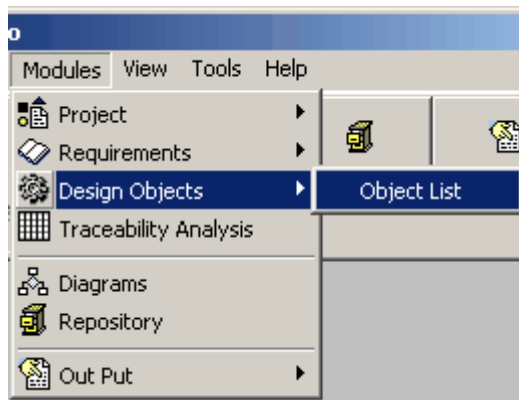 o
Modules View Tools Help
Project
Requirements
Design Objects
Object List
Traceability Analysis
Diagrams
Repository
Out Put